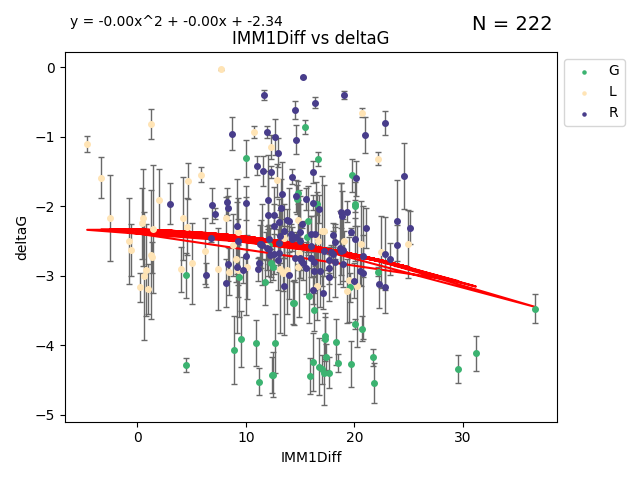 y = -0.00x^2 + -0.00x + -2.34
N = 222
IMM1Diff vs deltaG
G
L
R
deltaG
0
−1
−2
−3
−4
−5
0 10 20 30
IMM1Diff